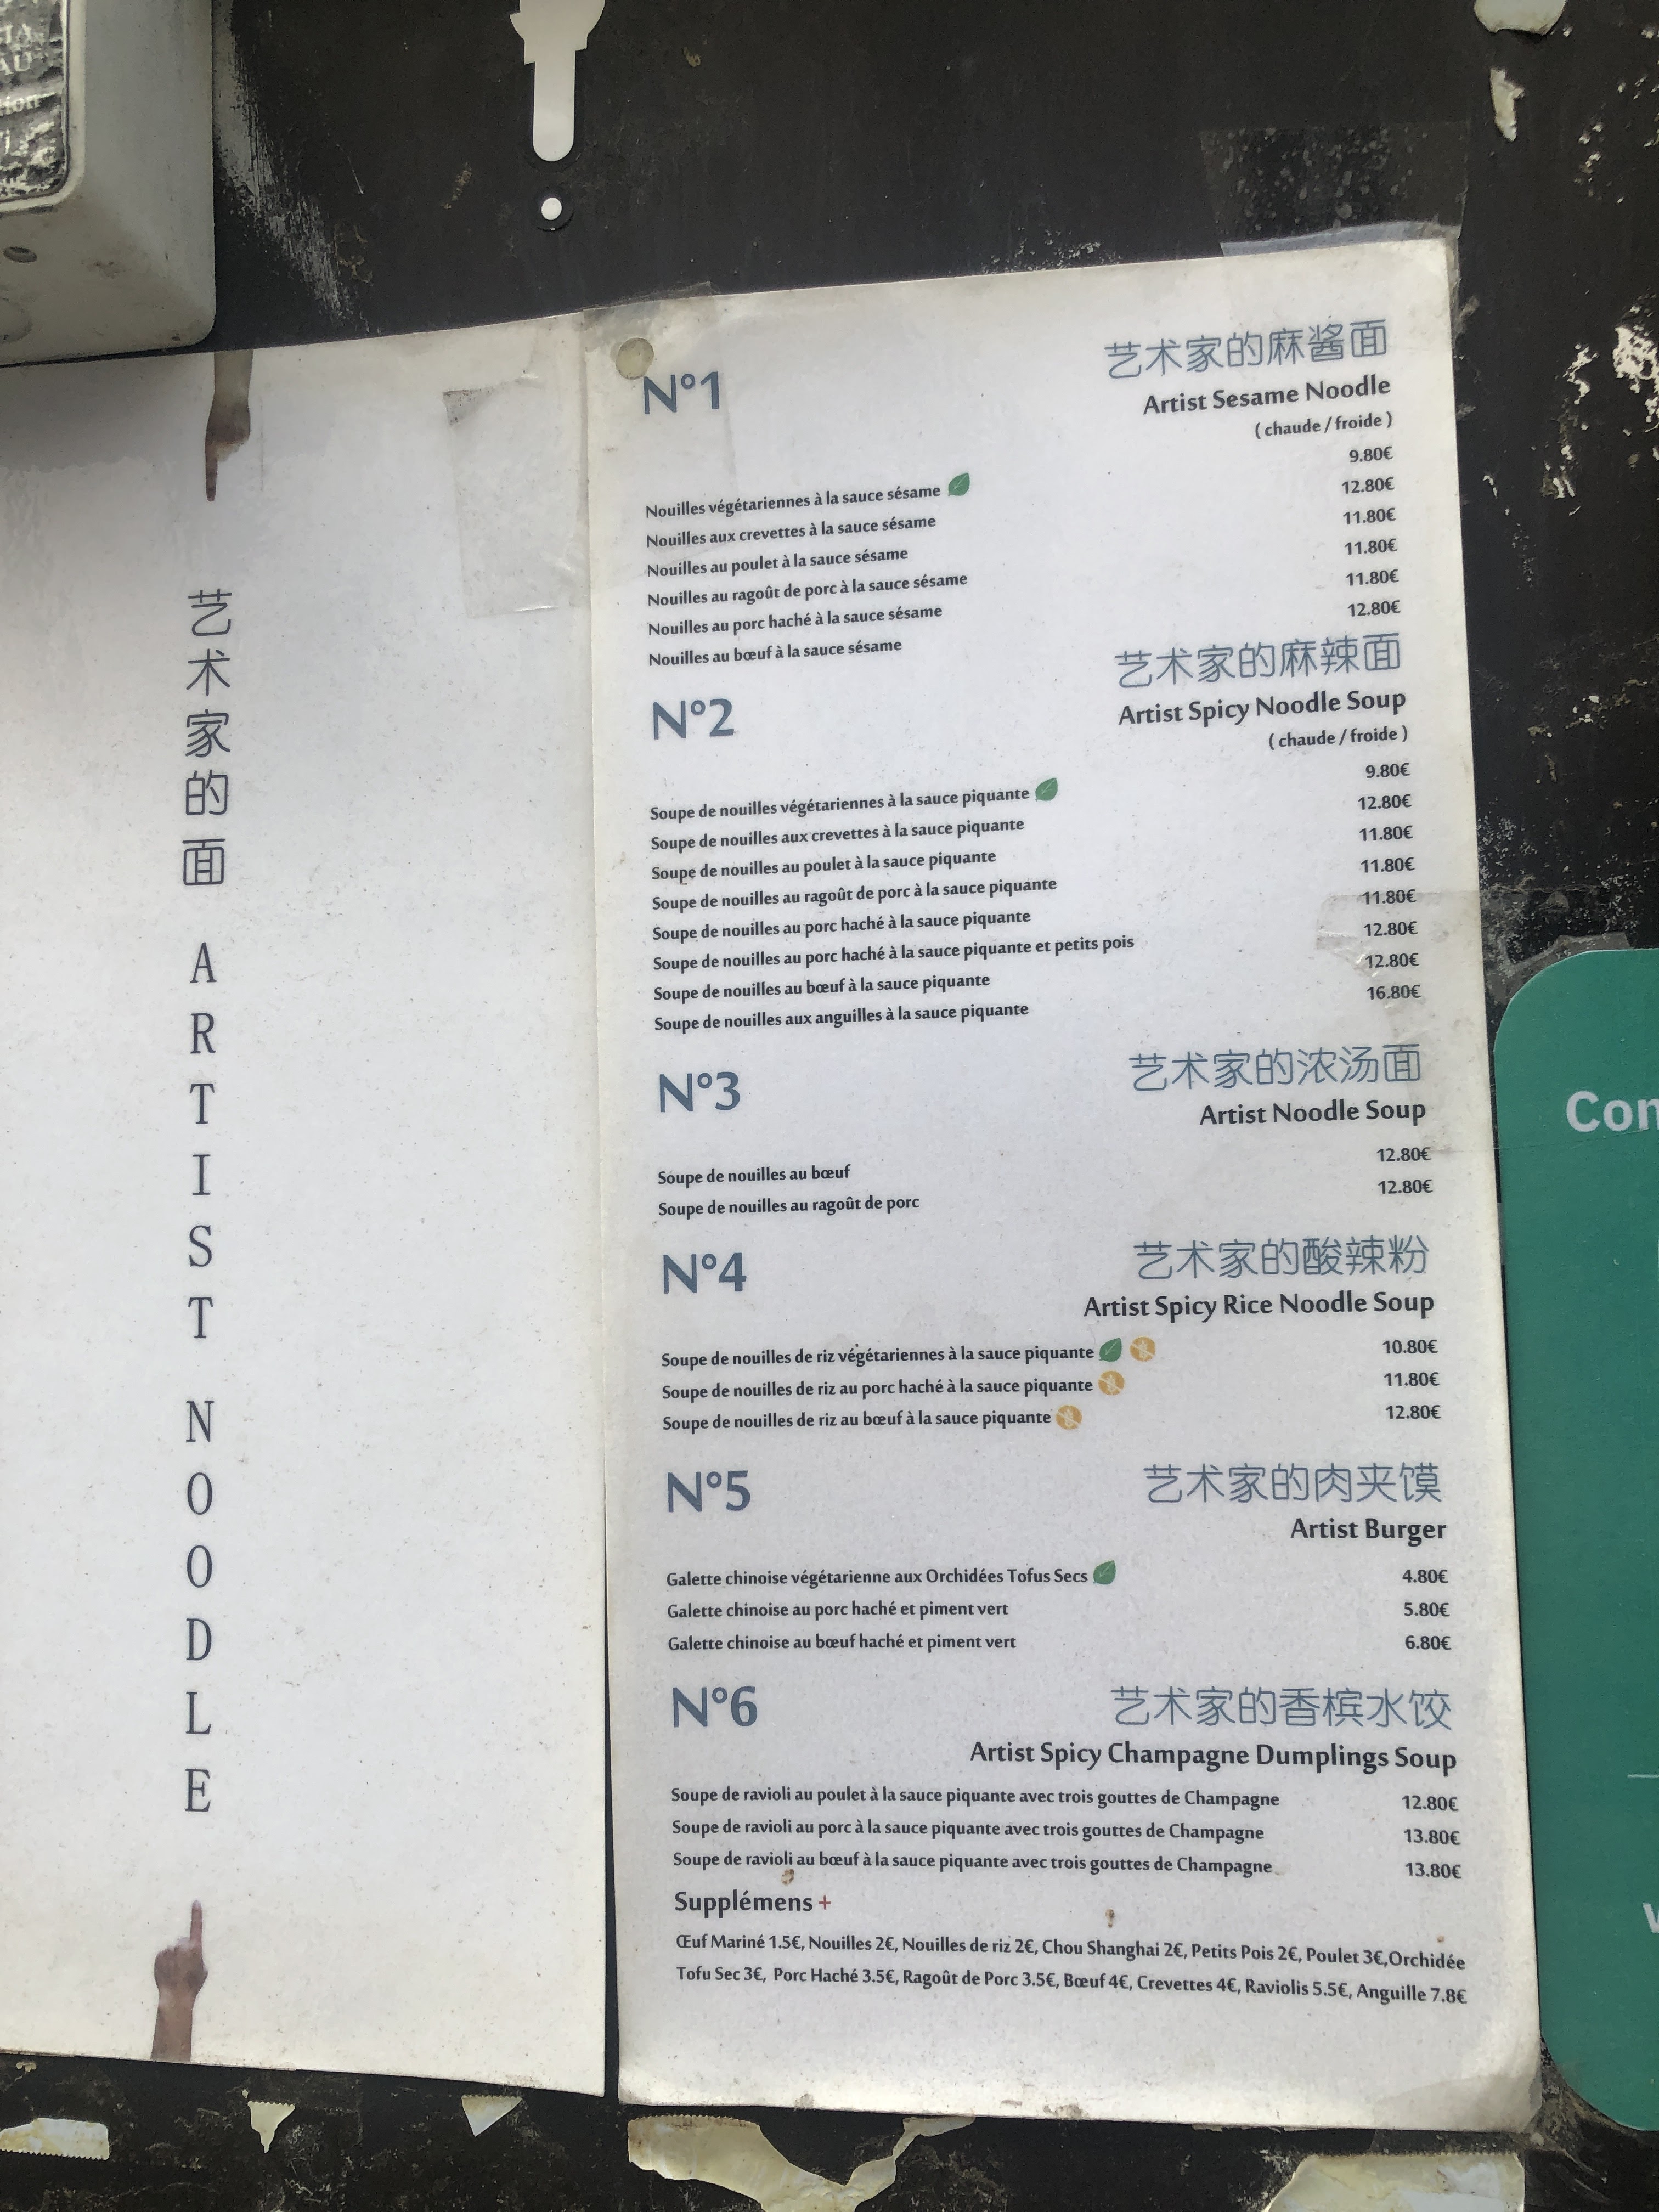 艺术家的面 ARTIST NOODLE
N°1
艺术家的麻酱面
Artist Sesame Noodle
( chaude / froide )
Nouilles végétariennes à la sauce sésame 9.80€
Nouilles aux crevettes à la sauce sésame 12.80€
Nouilles au poulet à la sauce sésame 11.80€
Nouilles au ragoût de porc à la sauce sésame 11.80€
Nouilles au porc haché à la sauce sésame 11.80€
Nouilles au bœuf à la sauce sésame 12.80€
N°2
艺术家的麻辣面
Artist Spicy Noodle Soup
( chaude / froide )
Soupe de nouilles végétariennes à la sauce piquante 9.80€
Soupe de nouilles aux crevettes à la sauce piquante 12.80€
Soupe de nouilles au poulet à la sauce piquante 11.80€
Soupe de nouilles au ragoût de porc à la sauce piquante 11.80€
Soupe de nouilles au porc haché à la sauce piquante 11.80€
Soupe de nouilles au porc haché à la sauce piquante et petits pois 12.80€
Soupe de nouilles au bœuf à la sauce piquante 12.80€
Soupe de nouilles aux anguilles à la sauce piquante 16.80€
N°3
艺术家的浓汤面
Artist Noodle Soup
Soupe de nouilles au bœuf 12.80€
Soupe de nouilles au ragoût de porc 12.80€
N°4
艺术家的酸辣粉
Artist Spicy Rice Noodle Soup
Soupe de nouilles de riz végétariennes à la sauce piquante 10.80€
Soupe de nouilles de riz au porc haché à la sauce piquante 11.80€
Soupe de nouilles de riz au bœuf à la sauce piquante 12.80€
N°5
艺术家的肉夹馍
Artist Burger
Galette chinoise végétarienne aux Orchidées Tofus Secs 4.80€
Galette chinoise au porc haché et piment vert 5.80€
Galette chinoise au bœuf haché et piment vert 6.80€
N°6
艺术家的香槟水饺
Artist Spicy Champagne Dumplings Soup
Soupe de ravioli au poulet à la sauce piquante avec trois gouttes de Champagne 12.80€
Soupe de ravioli au porc à la sauce piquante avec trois gouttes de Champagne 13.80€
Soupe de ravioli au bœuf à la sauce piquante avec trois gouttes de Champagne 13.80€
Supplémens +
Œuf Mariné 1.5€, Nouilles 2€, Nouilles de riz 2€, Chou Shanghai 2€, Petits Pois 2€, Poulet 3€,Orchidée
Tofu Sec 3€, Porc Haché 3.5€, Ragoût de Porc 3.5€, Bœuf 4€, Crevettes 4€, Raviolis 5.5€, Anguille 7.8€